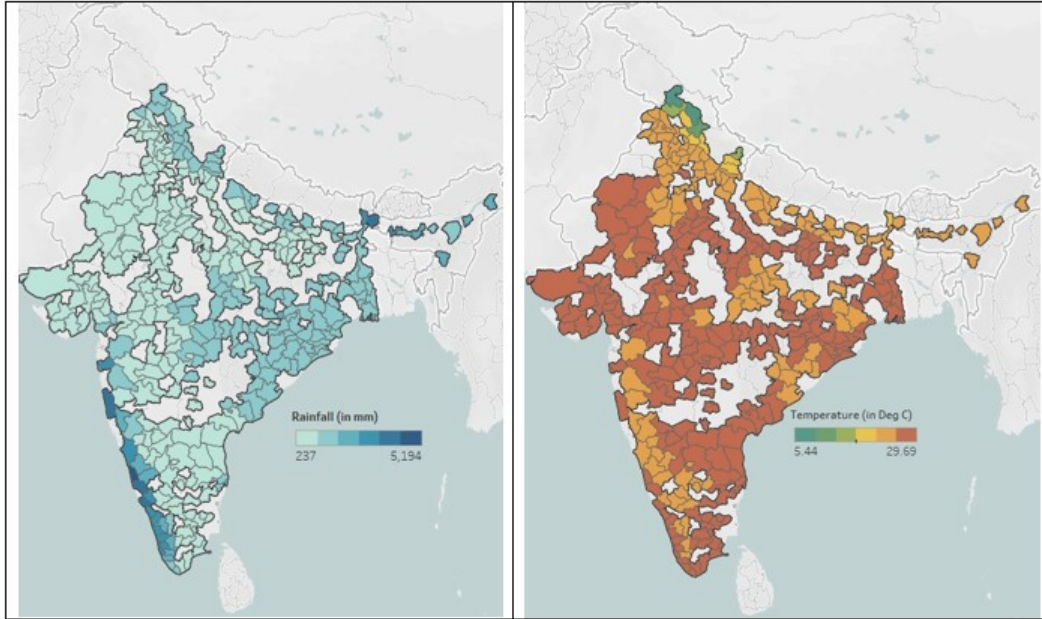 Rainfall (in mm)
237 5,194
Temperature (in Deg C)
5.44 29.69